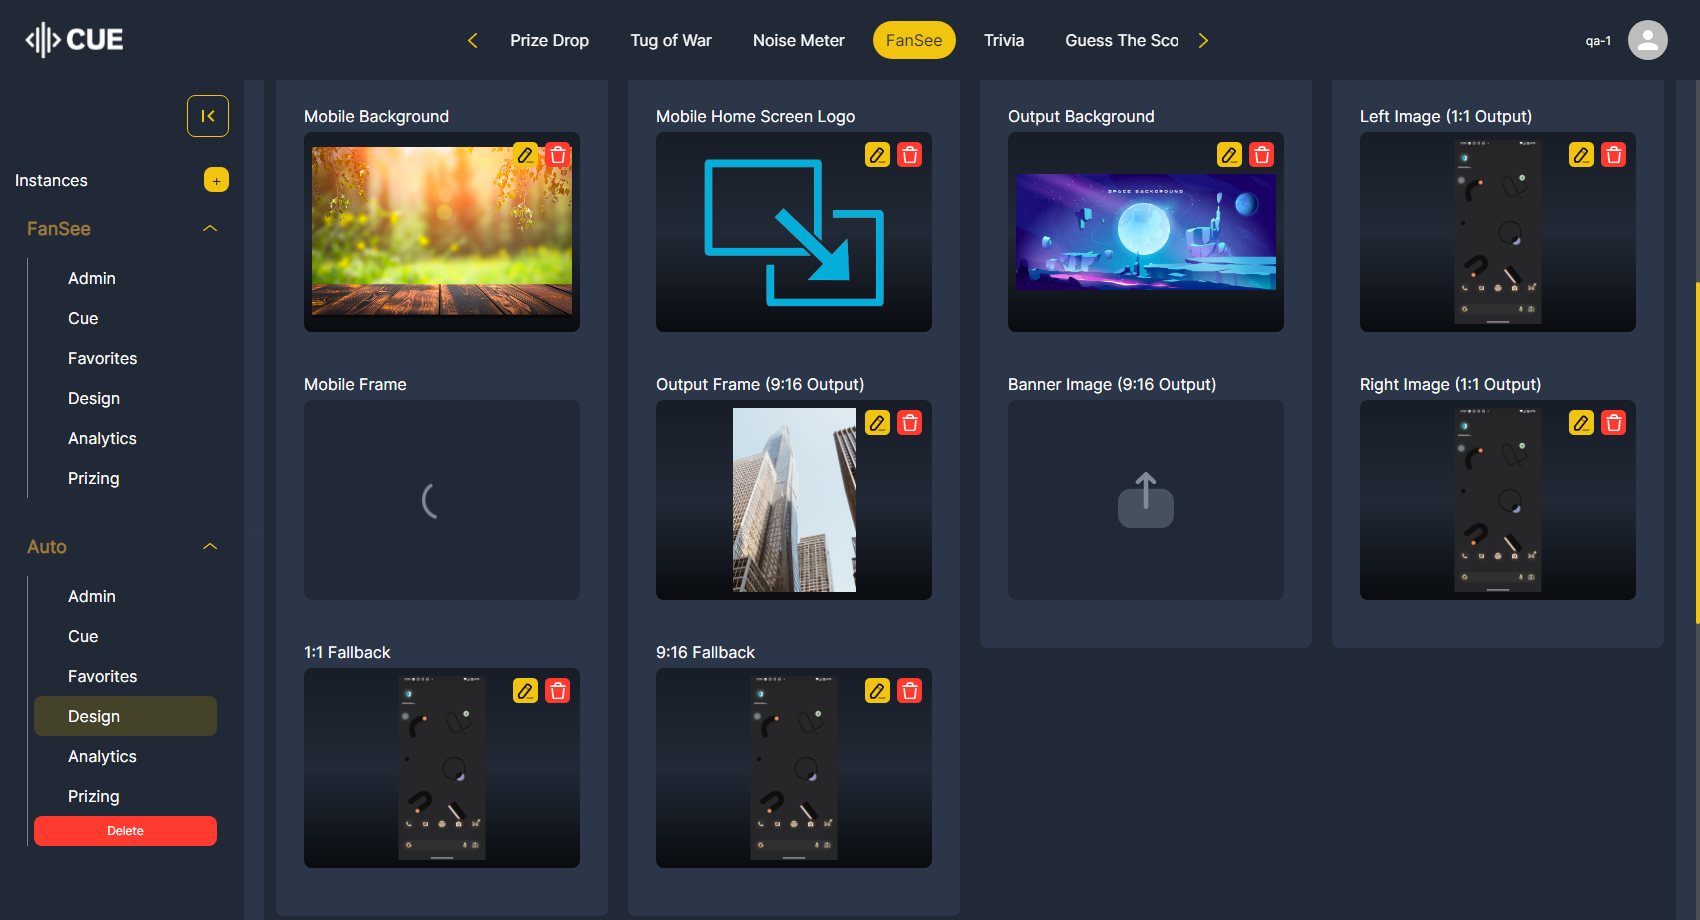 CUE
Prize Drop
Tug of War
Noise Meter
FanSee
Trivia
Guess The Sco
qa-1
Instances
+
FanSee
Admin
Cue
Favorites
Design
Analytics
Prizing
Auto
Admin
Cue
Favorites
Design
Analytics
Prizing
Delete
Mobile Background
Mobile Home Screen Logo
Output Background
SPACE BACKGROUND
Left Image (1:1 Output)
Mobile Frame
Output Frame (9:16 Output)
Banner Image (9:16 Output)
Right Image (1:1 Output)
1:1 Fallback
9:16 Fallback